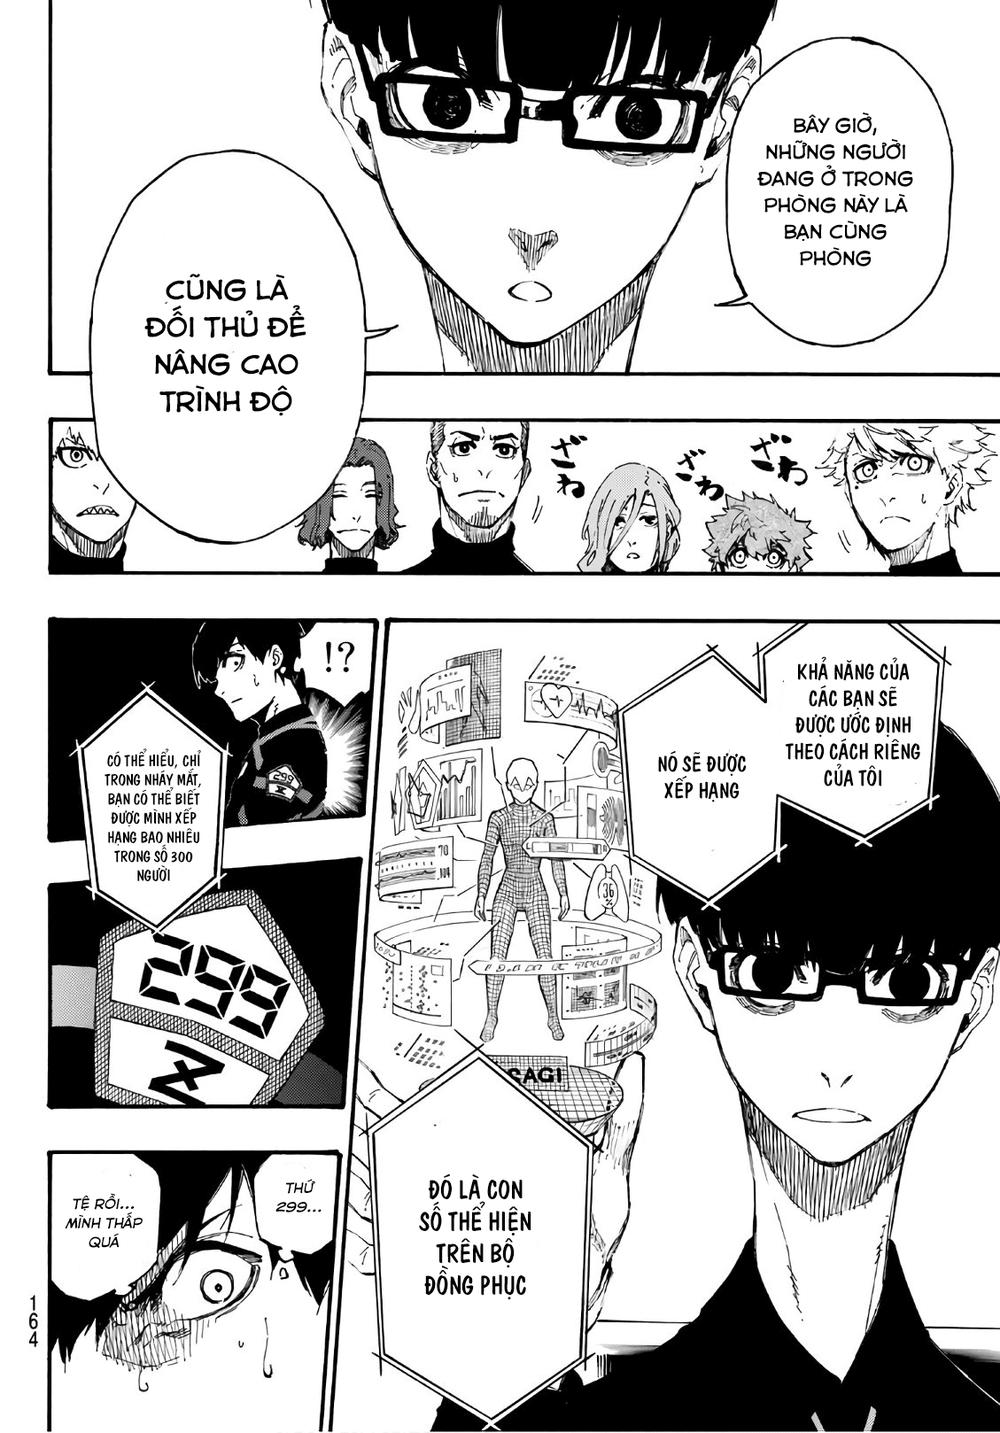 BÂY GIỜ,
NHỮNG NGƯỜI
ĐANG Ở TRONG
PHÒNG NÀY LÀ
BẠN CÙNG
PHÒNG
CŨNG LÀ
ĐỐI THỦ ĐỂ
NÂNG CAO
TRÌNH ĐỘ
ざわ
ざわ
ざわ
KHẢ NĂNG CỦA
CÁC BẠN SẼ
ĐƯỢC ƯỚC ĐỊNH
THEO CÁCH RIÊNG
CỦA TÔI
NÓ SẼ ĐƯỢC
XẾP HẠNG
70
.104
36
%
SAGI
ĐÓ LÀ CON
SỐ THỂ HIỆN
TRÊN BỘ
ĐỒNG PHỤC
!?
299
Z
CÓ THỂ HIỂU, CHỈ
TRONG NHÁY MẮT,
BẠN CÓ THỂ BIẾT
ĐƯỢC MÌNH XẾP
HẠNG BAO NHIÊU
TRONG SỐ 300
NGƯỜI
299
Z
THỨ
299...
TỆ RỒI...
MÌNH THẤP
QUÁ
164